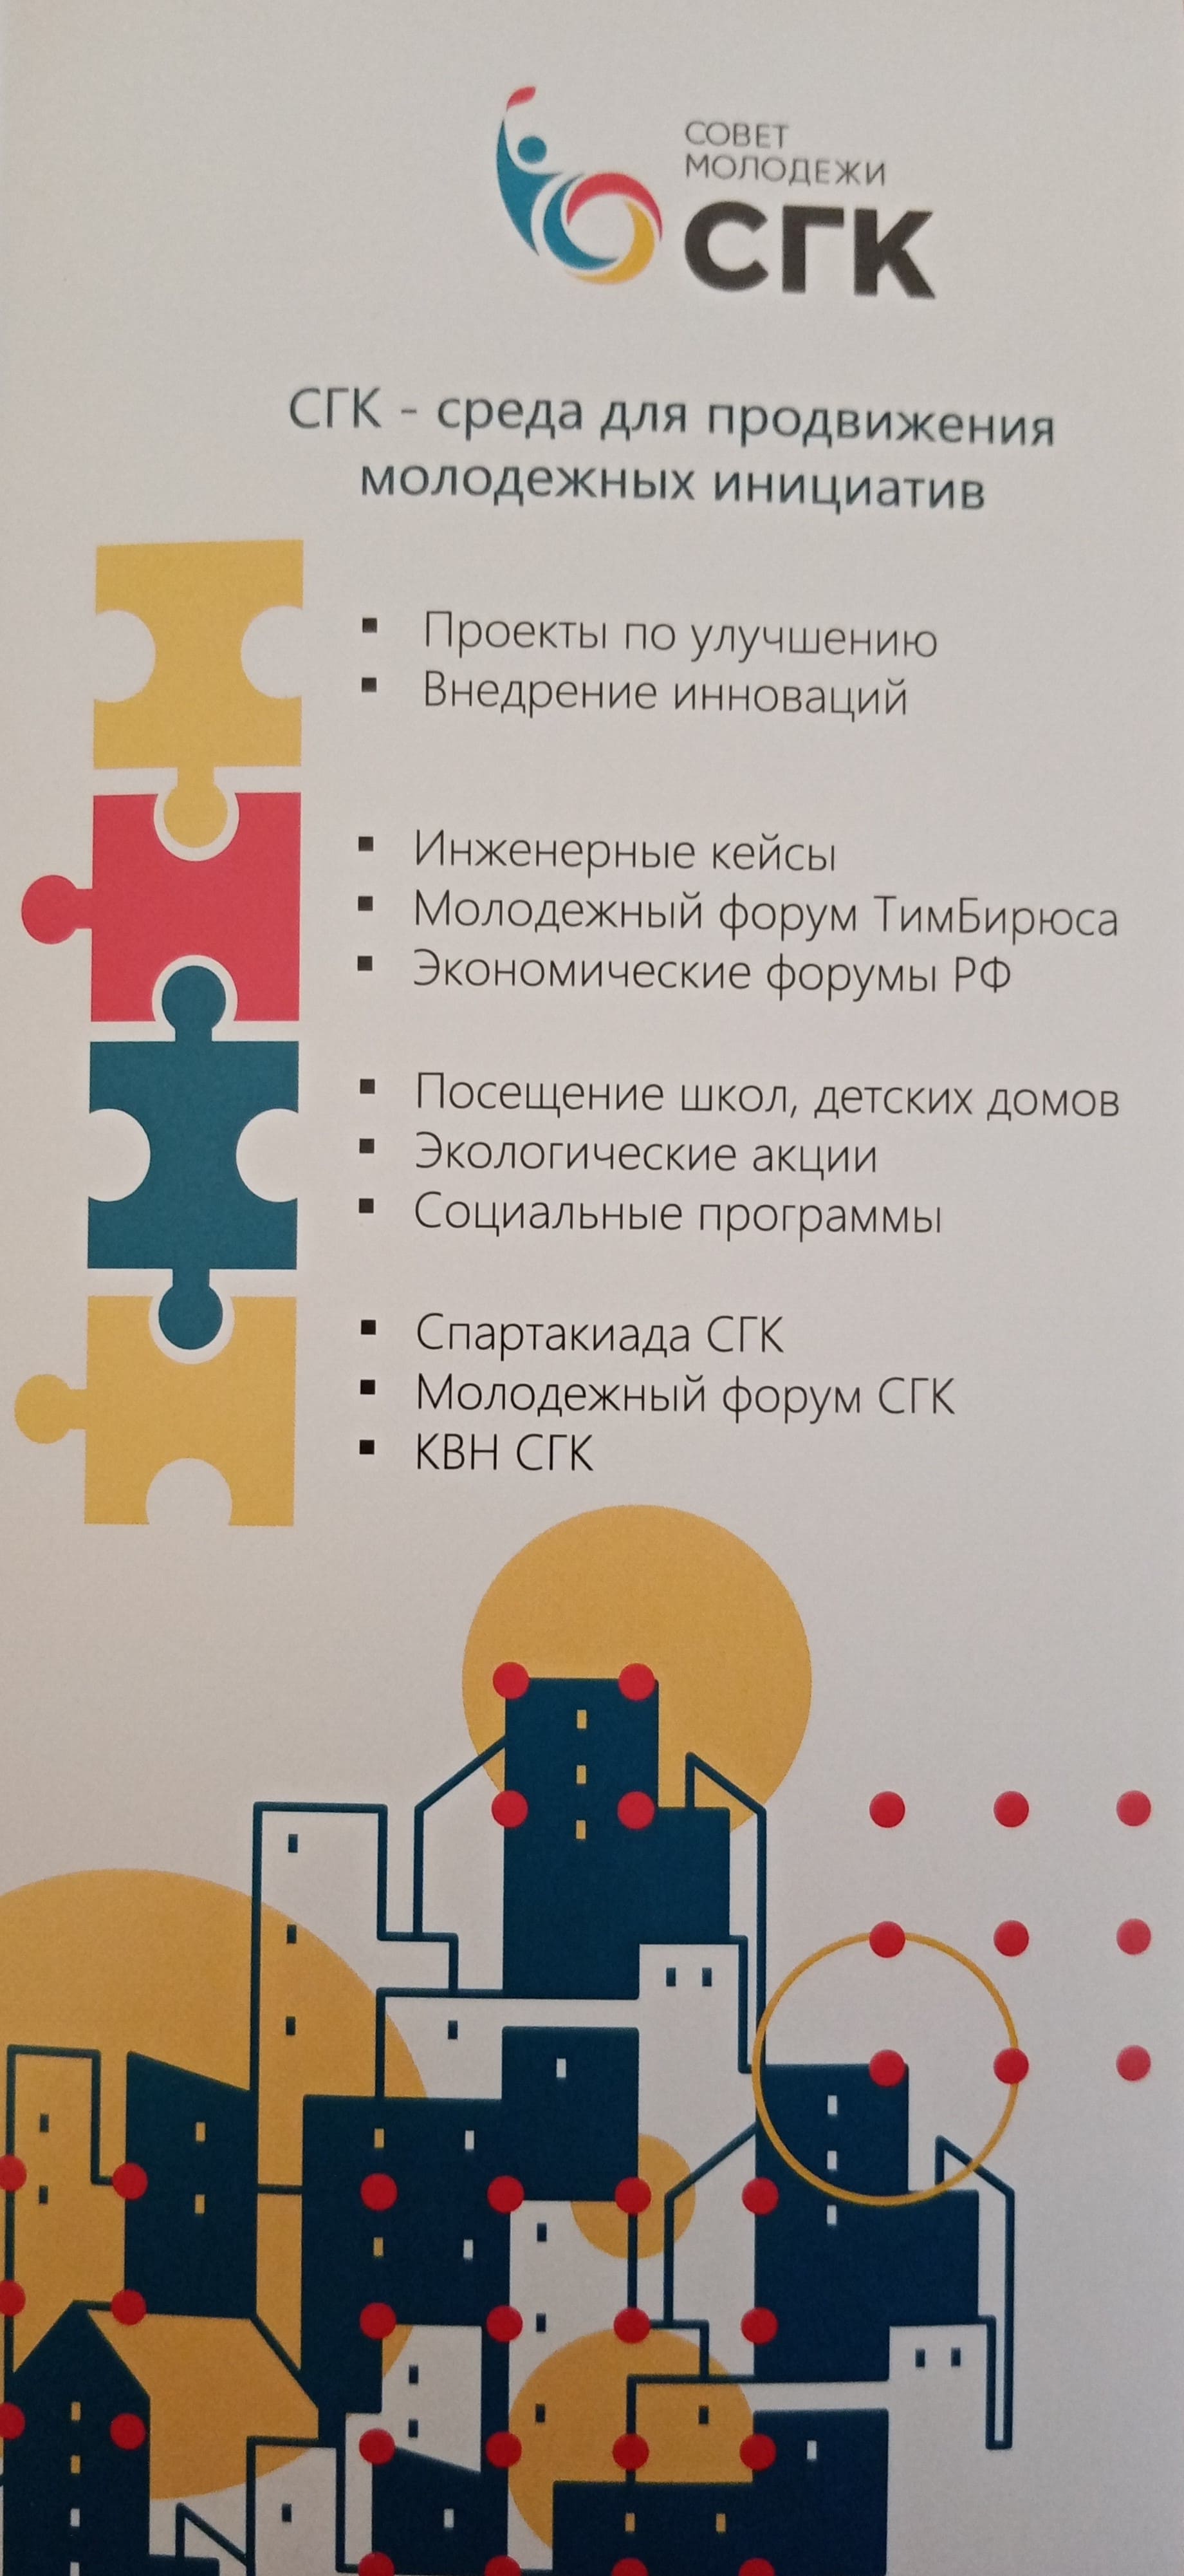 СОВЕТ
МОЛОДЕЖИ
СГК
СГК - среда для продвижения
молодежных инициатив
▪ Проекты по улучшению
▪ Внедрение инноваций
▪ Инженерные кейсы
▪ Молодежный форум ТимБирюса
▪ Экономические форумы РФ
▪ Посещение школ, детских домов
▪ Экологические акции
▪ Социальные программы
▪ Спартакиада СГК
▪ Молодежный форум СГК
▪ КВН СГК